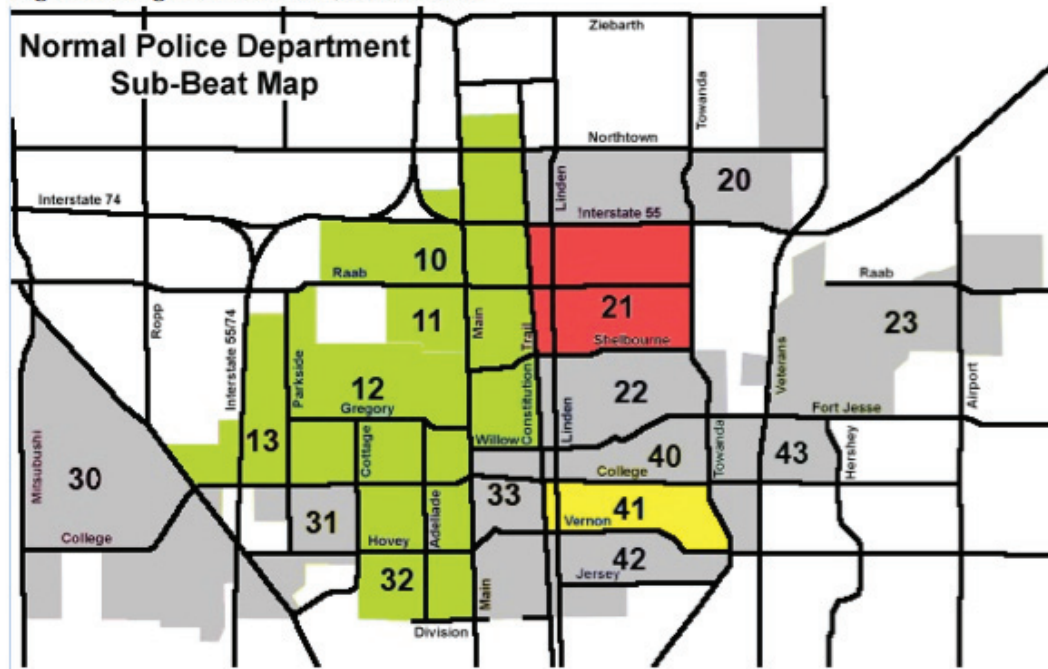 Normal Police Department
Sub-Beat Map
Ziebarth
Towanda
Northtown
Linden
20
Interstate 74
Interstate 55
10
Raab
Raab
11
Main
Trail
21
Shelbourne
23
Ropp
Interstate 55/74
Parkside
Constitution
Veterans
Airport
12
Gregory
22
Linden
Fort Jesse
13
Cottage
Willow
Towanda
43
Hershey
Mitsubushi
30
40
College
33
31
Adeliade
41
Vernon
College
Hovey
42
32
Jersey
Main
Division